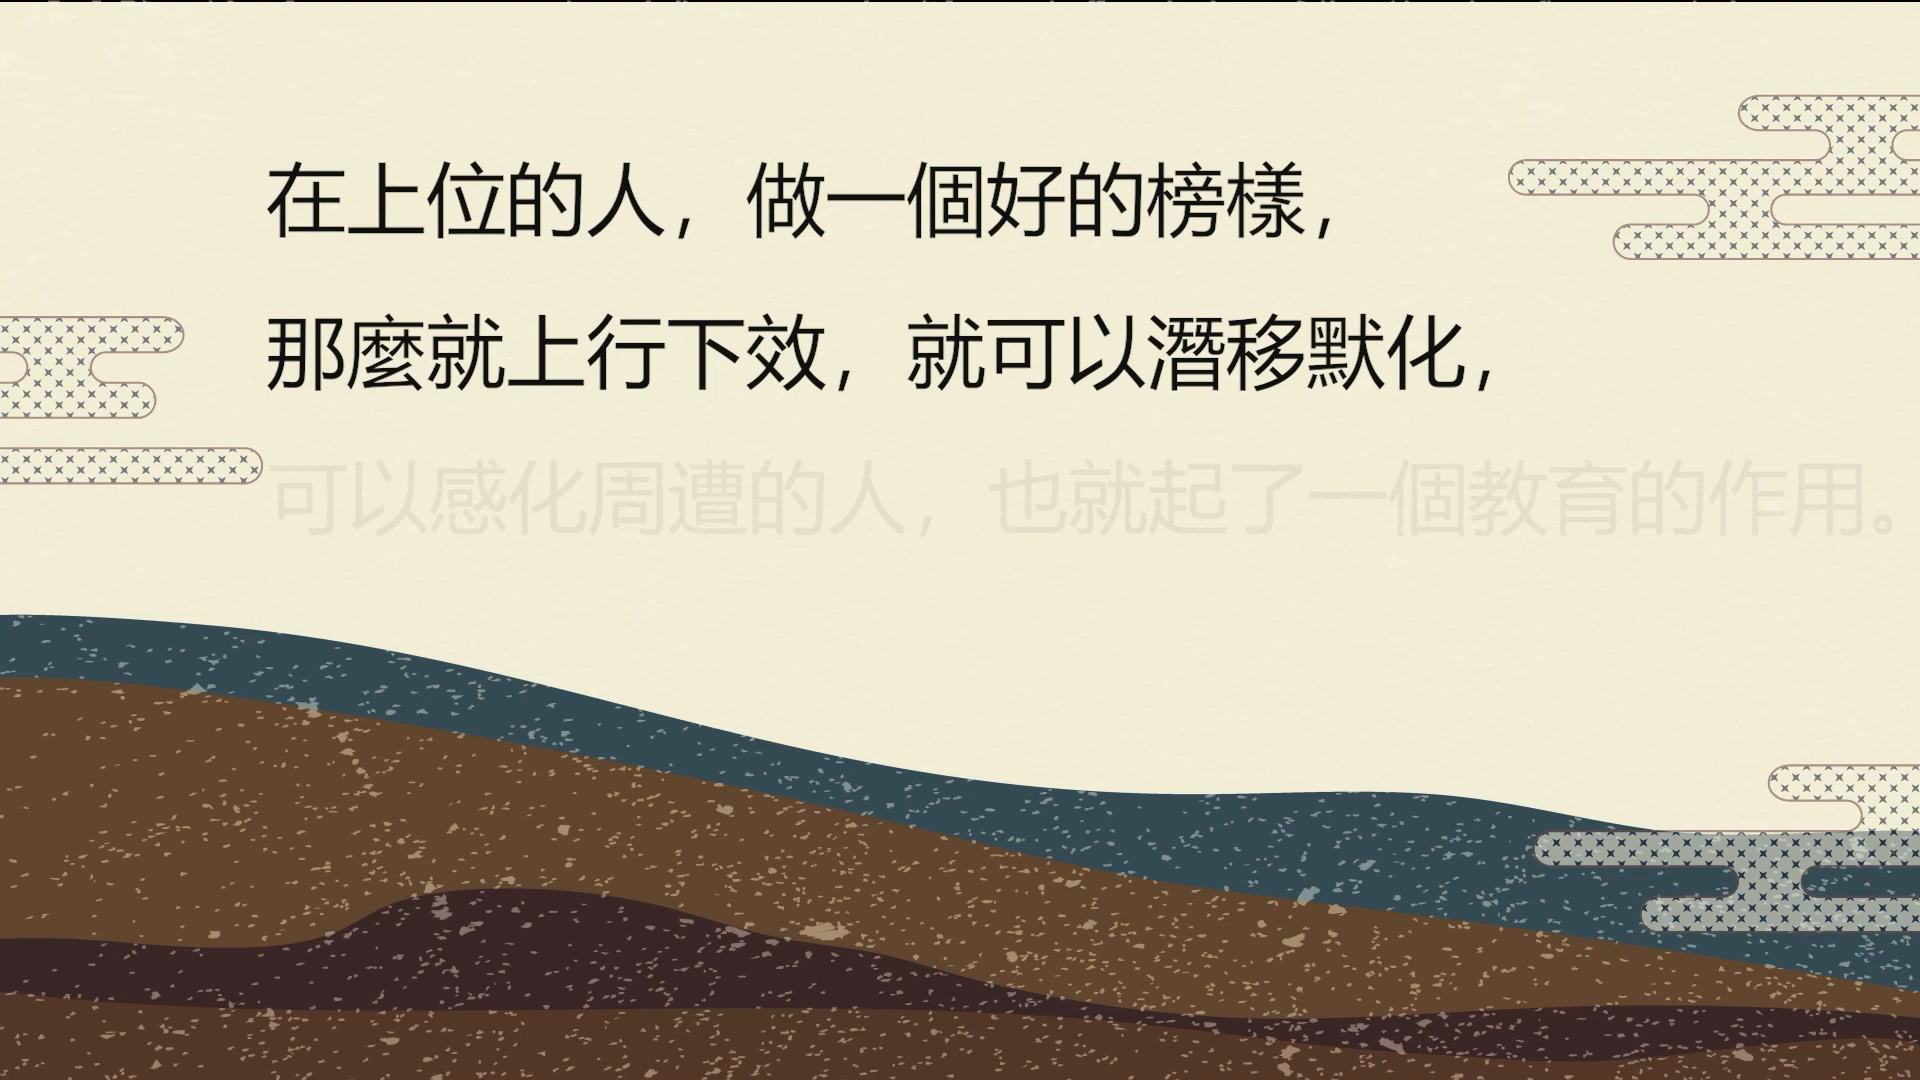 在上位的人，做一個好的榜樣，
那麼就上行下效，就可以潛移默化，
可以感化周遭的人，也就起了一個教育的作用。